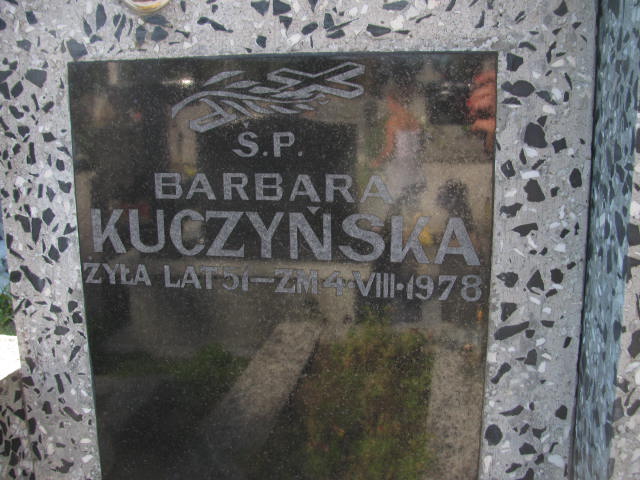 Ś.P.
BARBARA
KUCZYŃSKA
ŻYŁA LAT 51 – ZM 4·VIII·1978